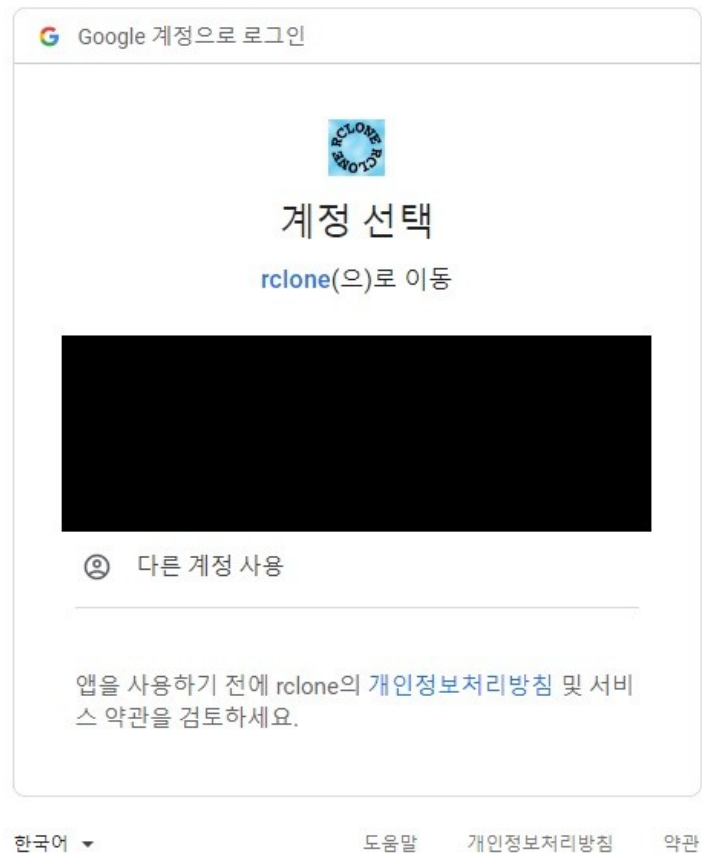 Google 계정으로 로그인
RCLONE RCLONE
계정 선택
rclone(으)로 이동
다른 계정 사용
앱을 사용하기 전에 rclone의 개인정보처리방침 및 서비
스 약관을 검토하세요.
한국어 도움말 개인정보처리방침 약관